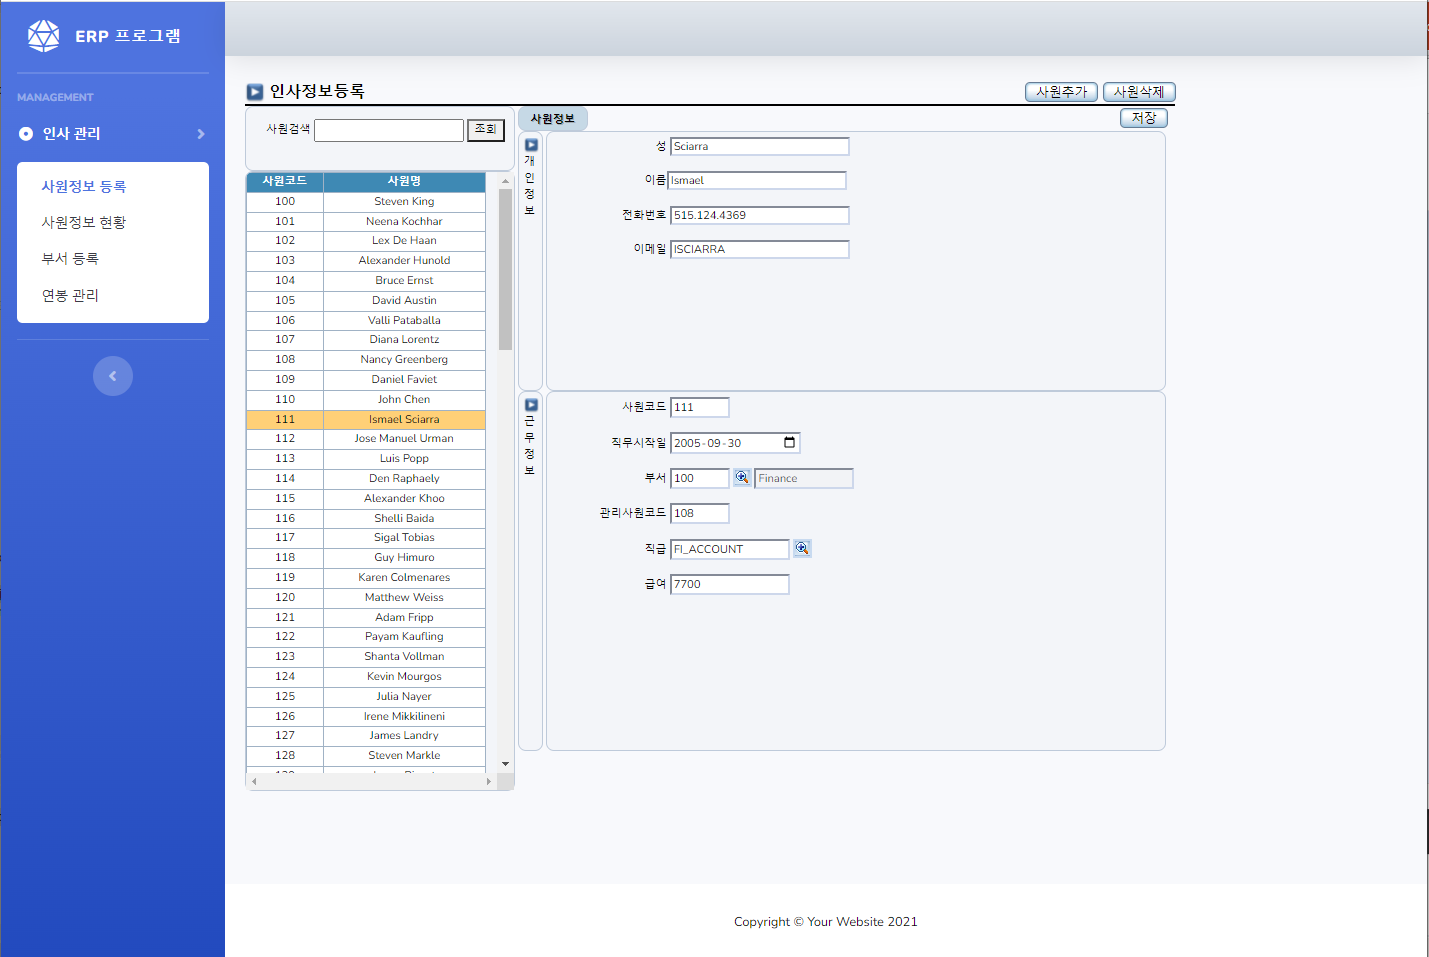 ERP 프로그램
MANAGEMENT
인사 관리
사원정보 등록
사원정보 현황
부서 등록
연봉 관리
인사정보등록
사원추가 사원삭제
사원검색 조회
사원코드 사원명
100 Steven King
101 Neena Kochhar
102 Lex De Haan
103 Alexander Hunold
104 Bruce Ernst
105 David Austin
106 Valli Pataballa
107 Diana Lorentz
108 Nancy Greenberg
109 Daniel Faviet
110 John Chen
111 Ismael Sciarra
112 Jose Manuel Urman
113 Luis Popp
114 Den Raphaely
115 Alexander Khoo
116 Shelli Baida
117 Sigal Tobias
118 Guy Himuro
119 Karen Colmenares
120 Matthew Weiss
121 Adam Fripp
122 Payam Kaufling
123 Shanta Vollman
124 Kevin Mourgos
125 Julia Nayer
126 Irene Mikkilineni
127 James Landry
128 Steven Markle
사원정보
저장
개인정보
성 Sciarra
이름 Ismael
전화번호 515.124.4369
이메일 ISCIARRA
근무정보
사원코드 111
직무시작일 2005-09-30
부서 100 Finance
관리사원코드 108
직급 FI_ACCOUNT
급여 7700
Copyright © Your Website 2021